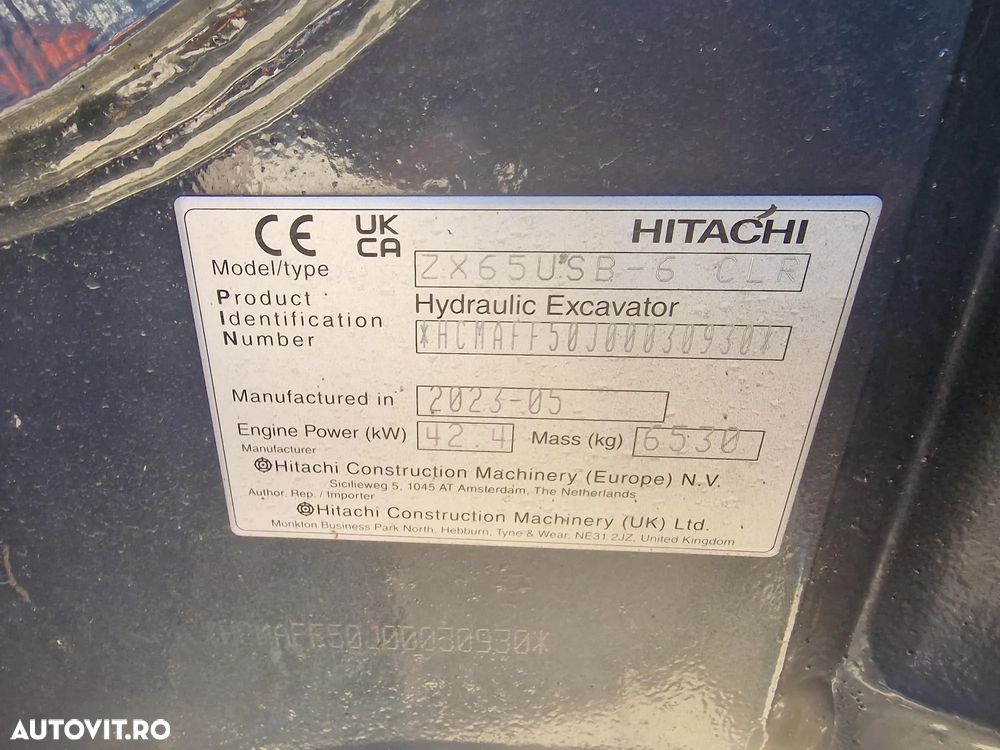 CE UK CA HITACHI
Model/type ZX65USB-6 CLR
Product Hydraulic Excavator
Identification
Number *HCMAFF50J00030930*
Manufactured in 2023-05
Engine Power (kW) 42.4 Mass (kg) 6530
Manufacturer
Hitachi Construction Machinery (Europe) N.V.
Sicilieweg 5, 1045 AT Amsterdam, The Netherlands
Author. Rep. / Importer
Hitachi Construction Machinery (UK) Ltd.
Monkton Business Park North, Hebburn, Tyne & Wear, NE31 2JZ, United Kingdom
AUTOVIT.RO